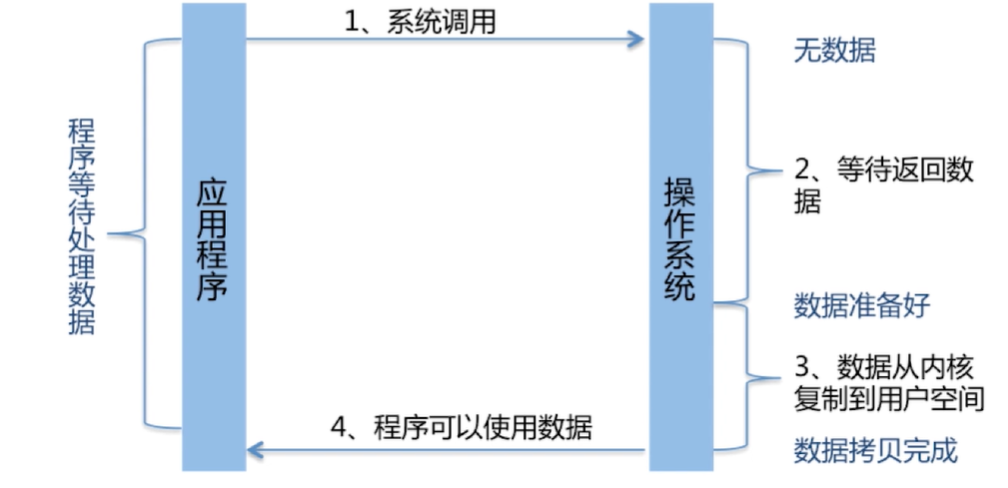 1、系统调用
无数据
程序等待处理数据
应用程序
操作系统
2、等待返回数
据
数据准备好
3、数据从内核
复制到用户空间
4、程序可以使用数据
数据拷贝完成